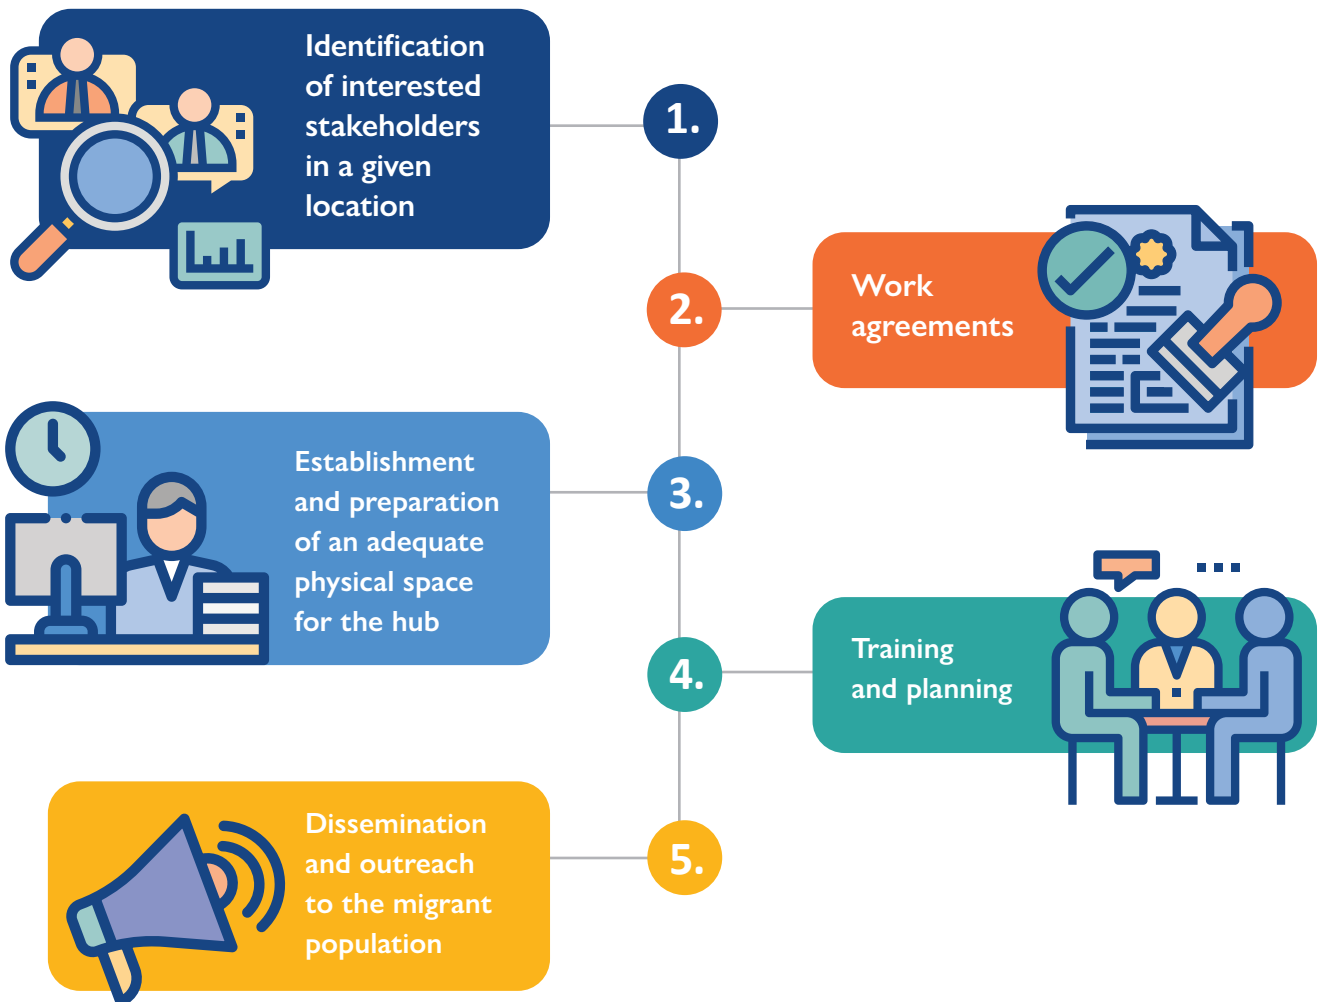 Identification
of interested
stakeholders
in a given
location
1.
2.
Work
agreements
Establishment
and preparation
of an adequate
physical space
for the hub
3.
4.
Training
and planning
Dissemination
and outreach
to the migrant
population
5.